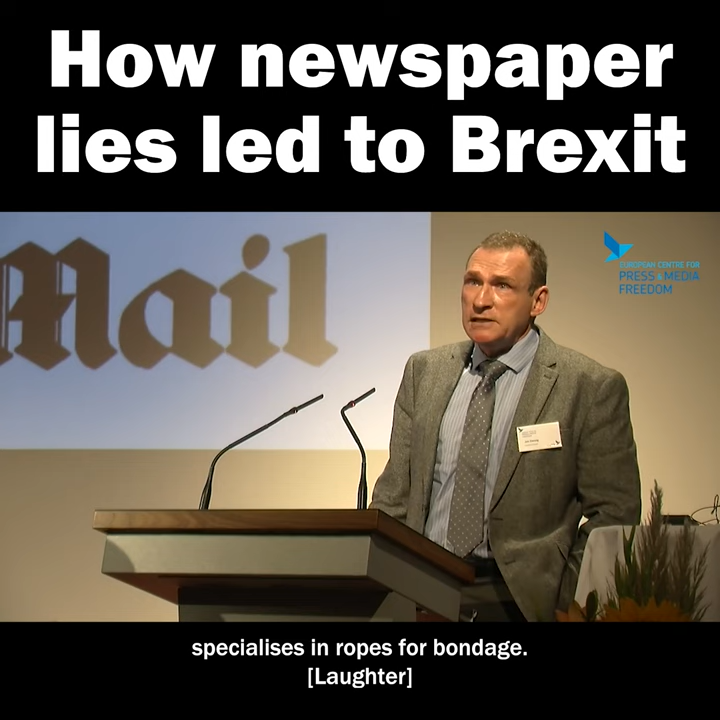 How newspaper
lies led to Brexit
Mail
EUROPEAN CENTRE FOR
PRESS & MEDIA
FREEDOM
specialises in ropes for bondage.
[Laughter]